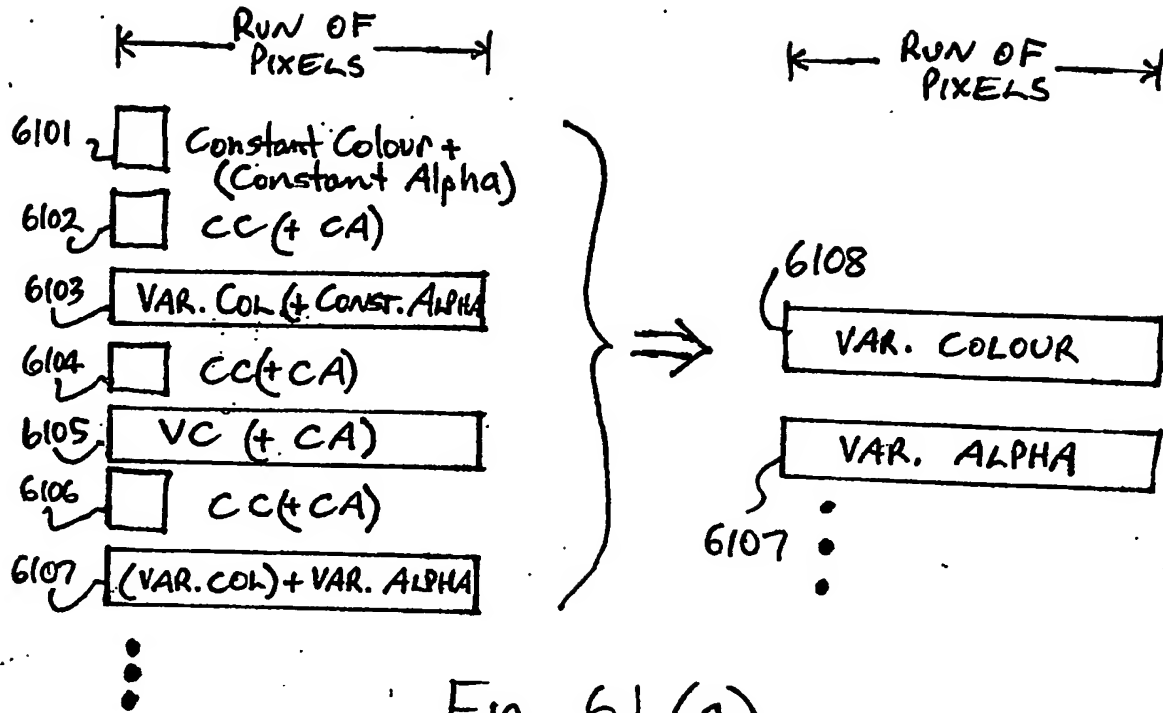 RUN OF
PIXELS
6101 Constant Colour +
(Constant Alpha)
6102 CC (+ CA)
6103 VAR. COL (+ CONST. ALPHA
6104 CC (+ CA)
6105 VC (+ CA)
6106 CC (+ CA)
6107 (VAR. COL) + VAR. ALPHA
RUN OF
PIXELS
6108
VAR. COLOUR
VAR. ALPHA
6107
Fig. 61 (a)